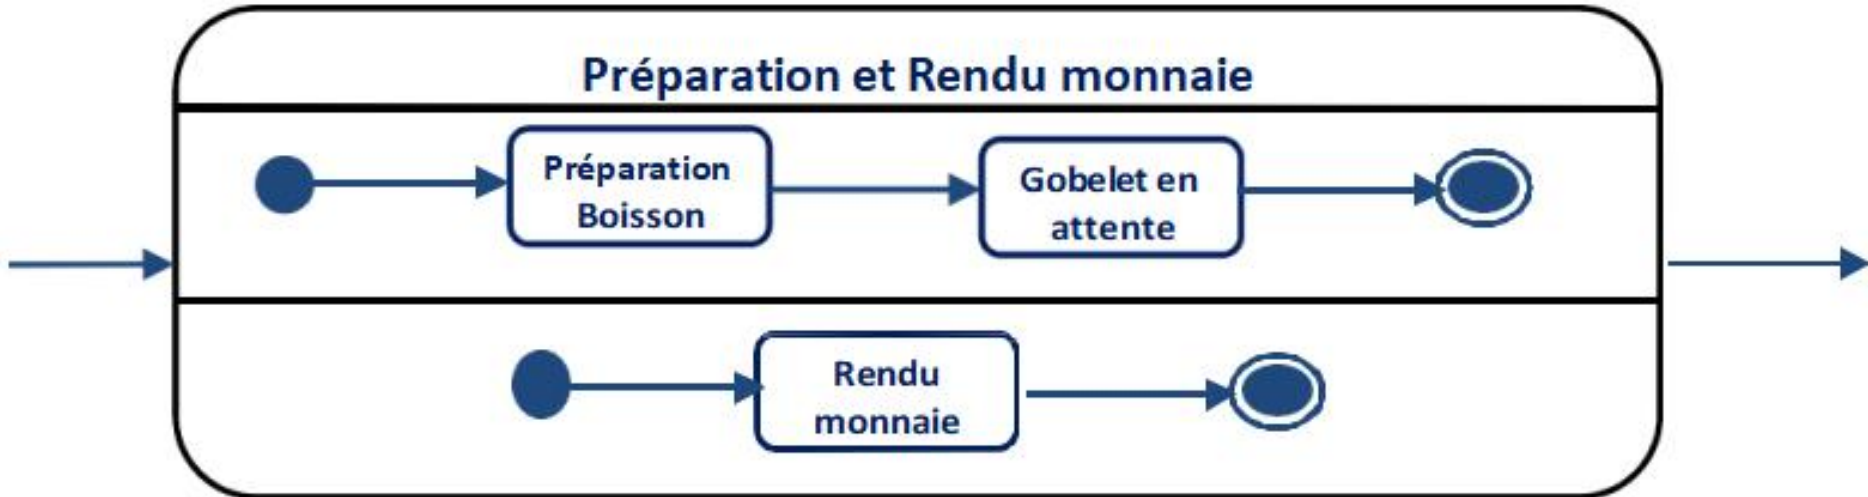 Préparation et Rendu monnaie
Préparation
Boisson
Gobelet en
attente
Rendu
monnaie